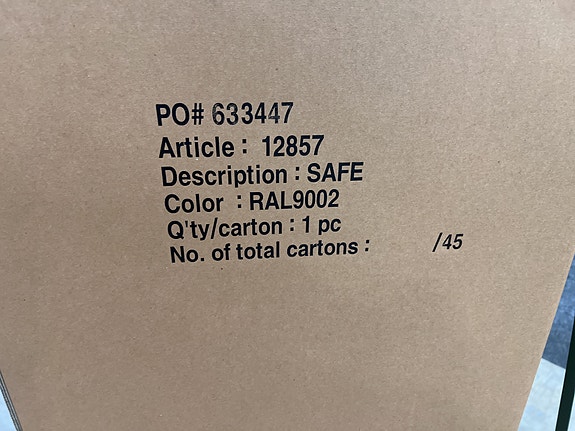 PO# 633447
Article : 12857
Description : SAFE
Color : RAL9002
Q'ty/carton : 1 pc
No. of total cartons : /45